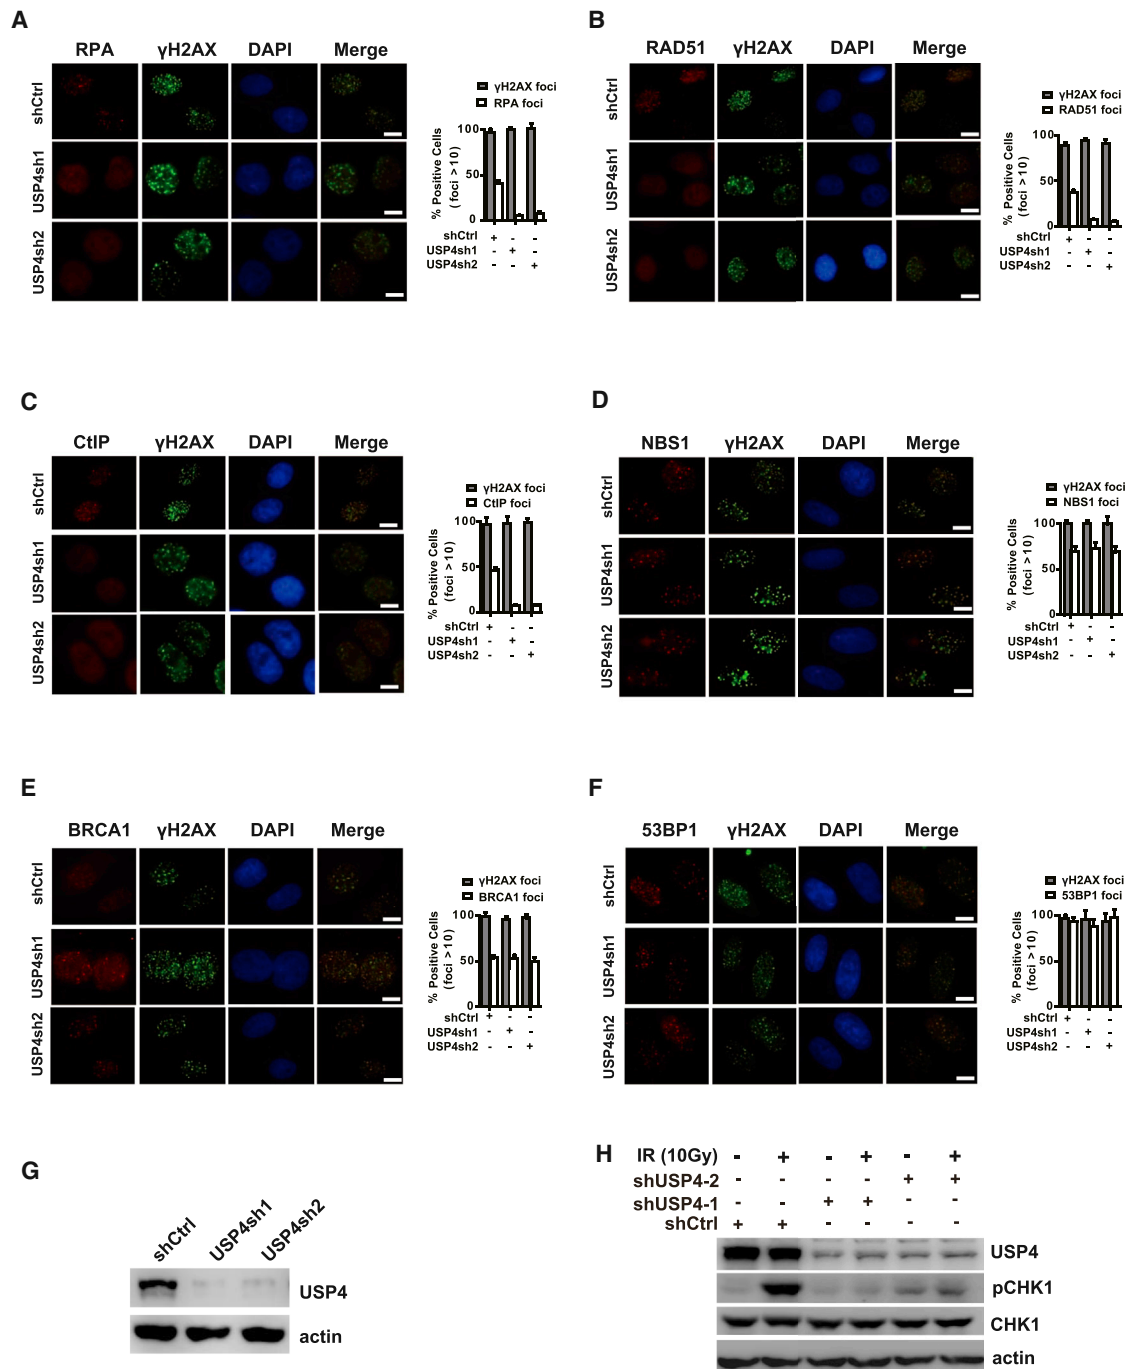 A
RPA γH2AX DAPI Merge
shCtrl
USP4sh1
USP4sh2
γH2AX foci
RPA foci
% Positive Cells
(foci > 10)
100
50
0
shCtrl + - -
USP4sh1 - + -
USP4sh2 - - +
B
RAD51 γH2AX DAPI Merge
shCtrl
USP4sh1
USP4sh2
γH2AX foci
RAD51 foci
% Positive Cells
(foci > 10)
100
50
0
shCtrl + - -
USP4sh1 - + -
USP4sh2 - - +
C
CtIP γH2AX DAPI Merge
shCtrl
USP4sh1
USP4sh2
γH2AX foci
CtIP foci
% Positive Cells
(foci > 10)
100
50
0
shCtrl + - -
USP4sh1 - + -
USP4sh2 - - +
D
NBS1 γH2AX DAPI Merge
shCtrl
USP4sh1
USP4sh2
γH2AX foci
NBS1 foci
% Positive Cells
(foci > 10)
100
50
0
shCtrl + - -
USP4sh1 - + -
USP4sh2 - - +
E
BRCA1 γH2AX DAPI Merge
shCtrl
USP4sh1
USP4sh2
γH2AX foci
BRCA1 foci
% Positive Cells
(foci > 10)
100
50
0
shCtrl + - -
USP4sh1 - + -
USP4sh2 - - +
F
53BP1 γH2AX DAPI Merge
shCtrl
USP4sh1
USP4sh2
γH2AX foci
53BP1 foci
% Positive Cells
(foci > 10)
100
50
0
shCtrl + - -
USP4sh1 - + -
USP4sh2 - - +
G
shCtrl USP4sh1 USP4sh2
USP4
actin
H
IR (10Gy) - + - + - +
shUSP4-2 - - - - + +
shUSP4-1 - - + + - -
shCtrl + + - - - -
USP4
pCHK1
CHK1
actin